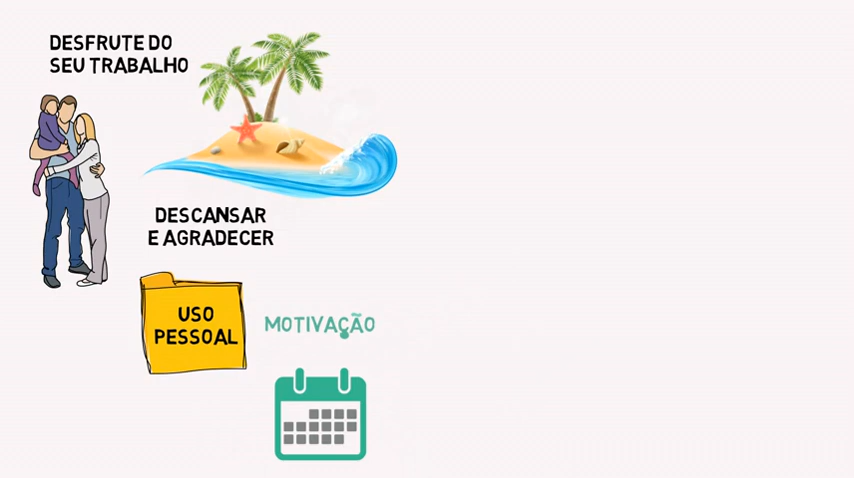 DESFRUTE DO
SEU TRABALHO
DESCANSAR
E AGRADECER
USO
PESSOAL
MOTIVAÇÃO